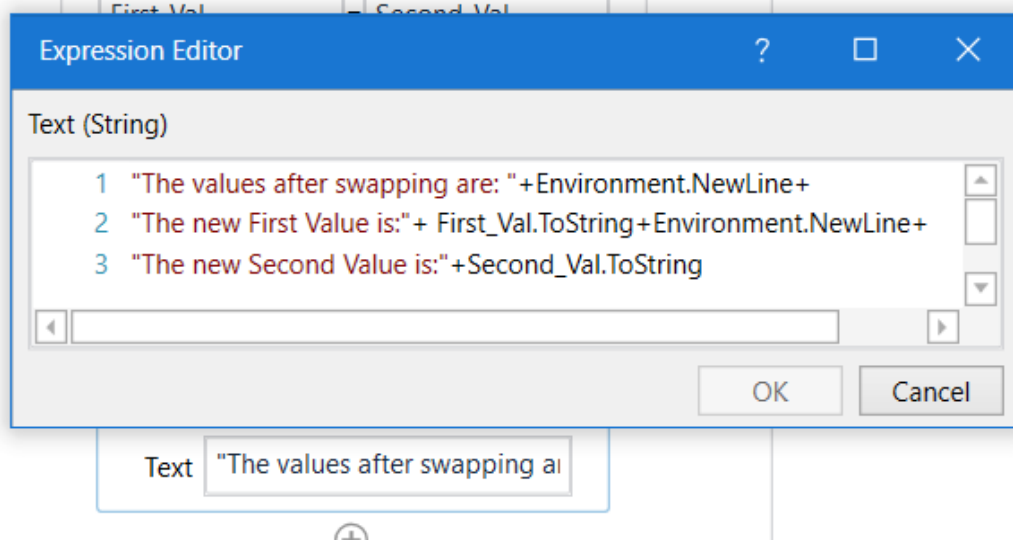 First_Val = Second_Val
Expression Editor ?
Text (String)
1 "The values after swapping are: "+Environment.NewLine+
2 "The new First Value is:"+ First_Val.ToString+Environment.NewLine+
3 "The new Second Value is:"+Second_Val.ToString
OK Cancel
Text "The values after swapping ar